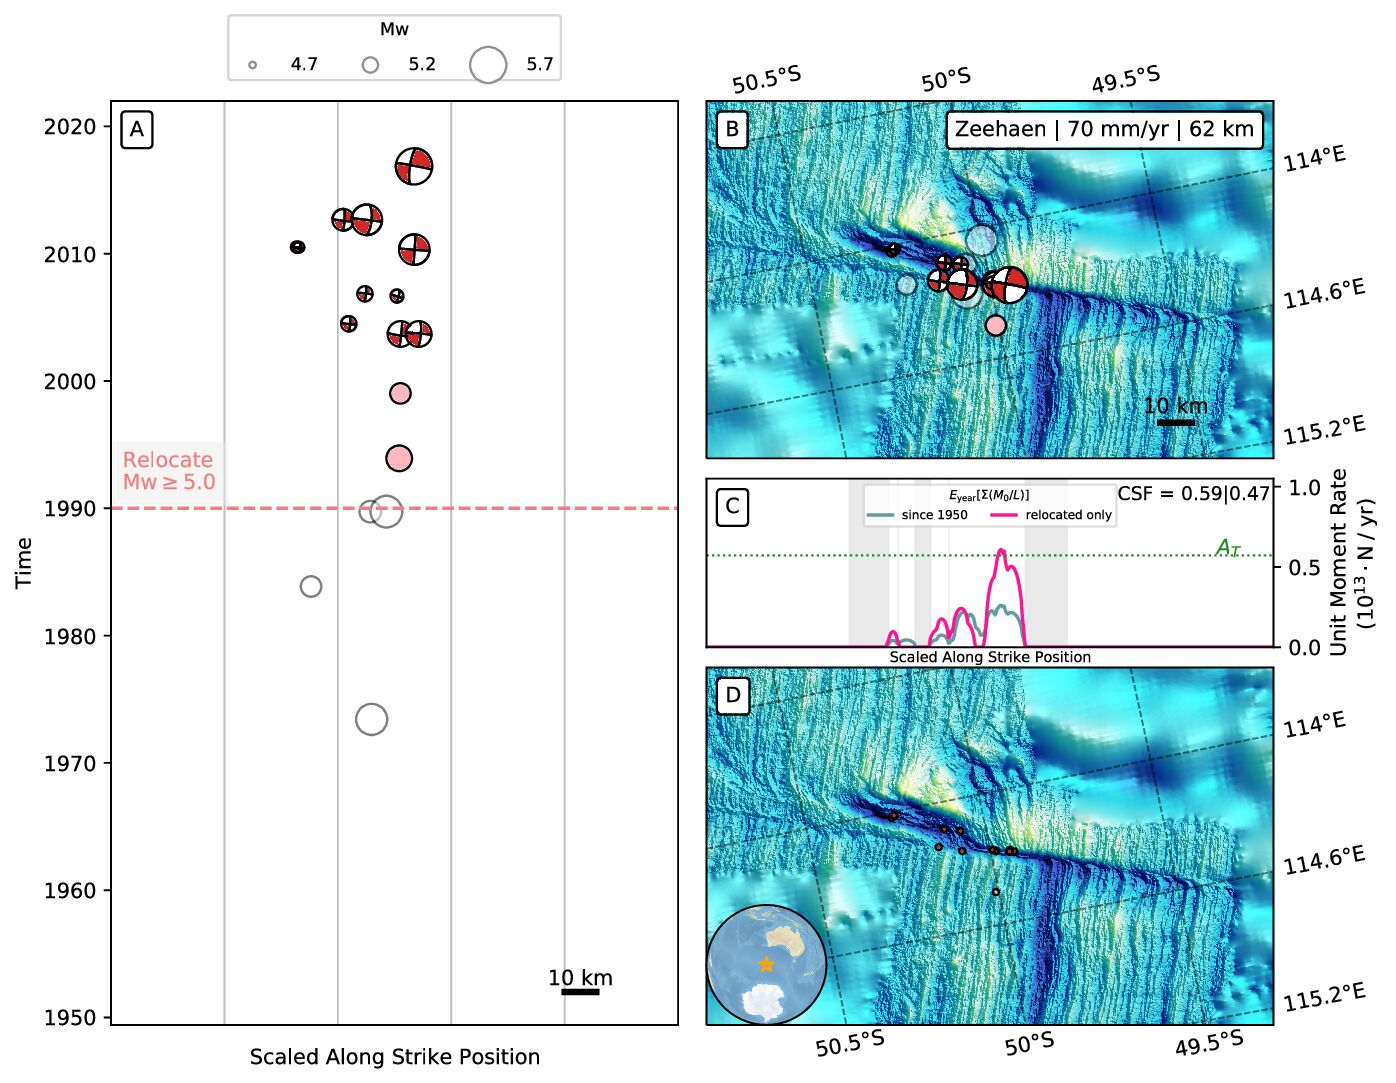 Mw
4.7 5.2 5.7
A
2020
2010
2000
1990
1980
1970
1960
1950
Time
Relocate
Mw ≥ 5.0
10 km
Scaled Along Strike Position
50.5°S 50°S 49.5°S
B
Zeehaen | 70 mm/yr | 62 km
114°E
114.6°E
115.2°E
10 km
C
E_year[Σ(M₀/L)]
since 1950 relocated only
CSF = 0.59|0.47
A_T
1.0
0.5
0.0
Unit Moment Rate
(10¹³ · N / yr)
Scaled Along Strike Position
D
114°E
114.6°E
115.2°E
50.5°S 50°S 49.5°S